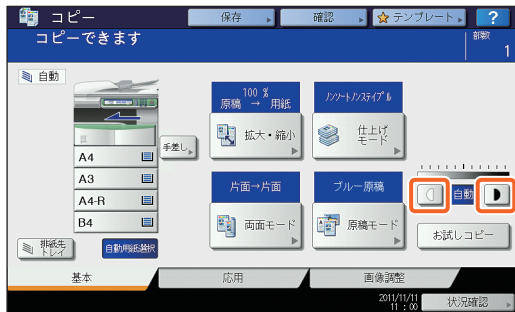 コピー
保存
確認
テンプレート
?
コピーできます
部数
1
自動
100 %
原稿 → 用紙
ノンソート/ノンステイプル
拡大・縮小
仕上げ
モード
手差し
A4
A3
A4-R
B4
片面→片面
ブルー原稿
自動
両面モード
原稿モード
お試しコピー
排紙先
トレイ
自動用紙選択
基本
応用
画像調整
2011/11/11
11 : 00
状況確認